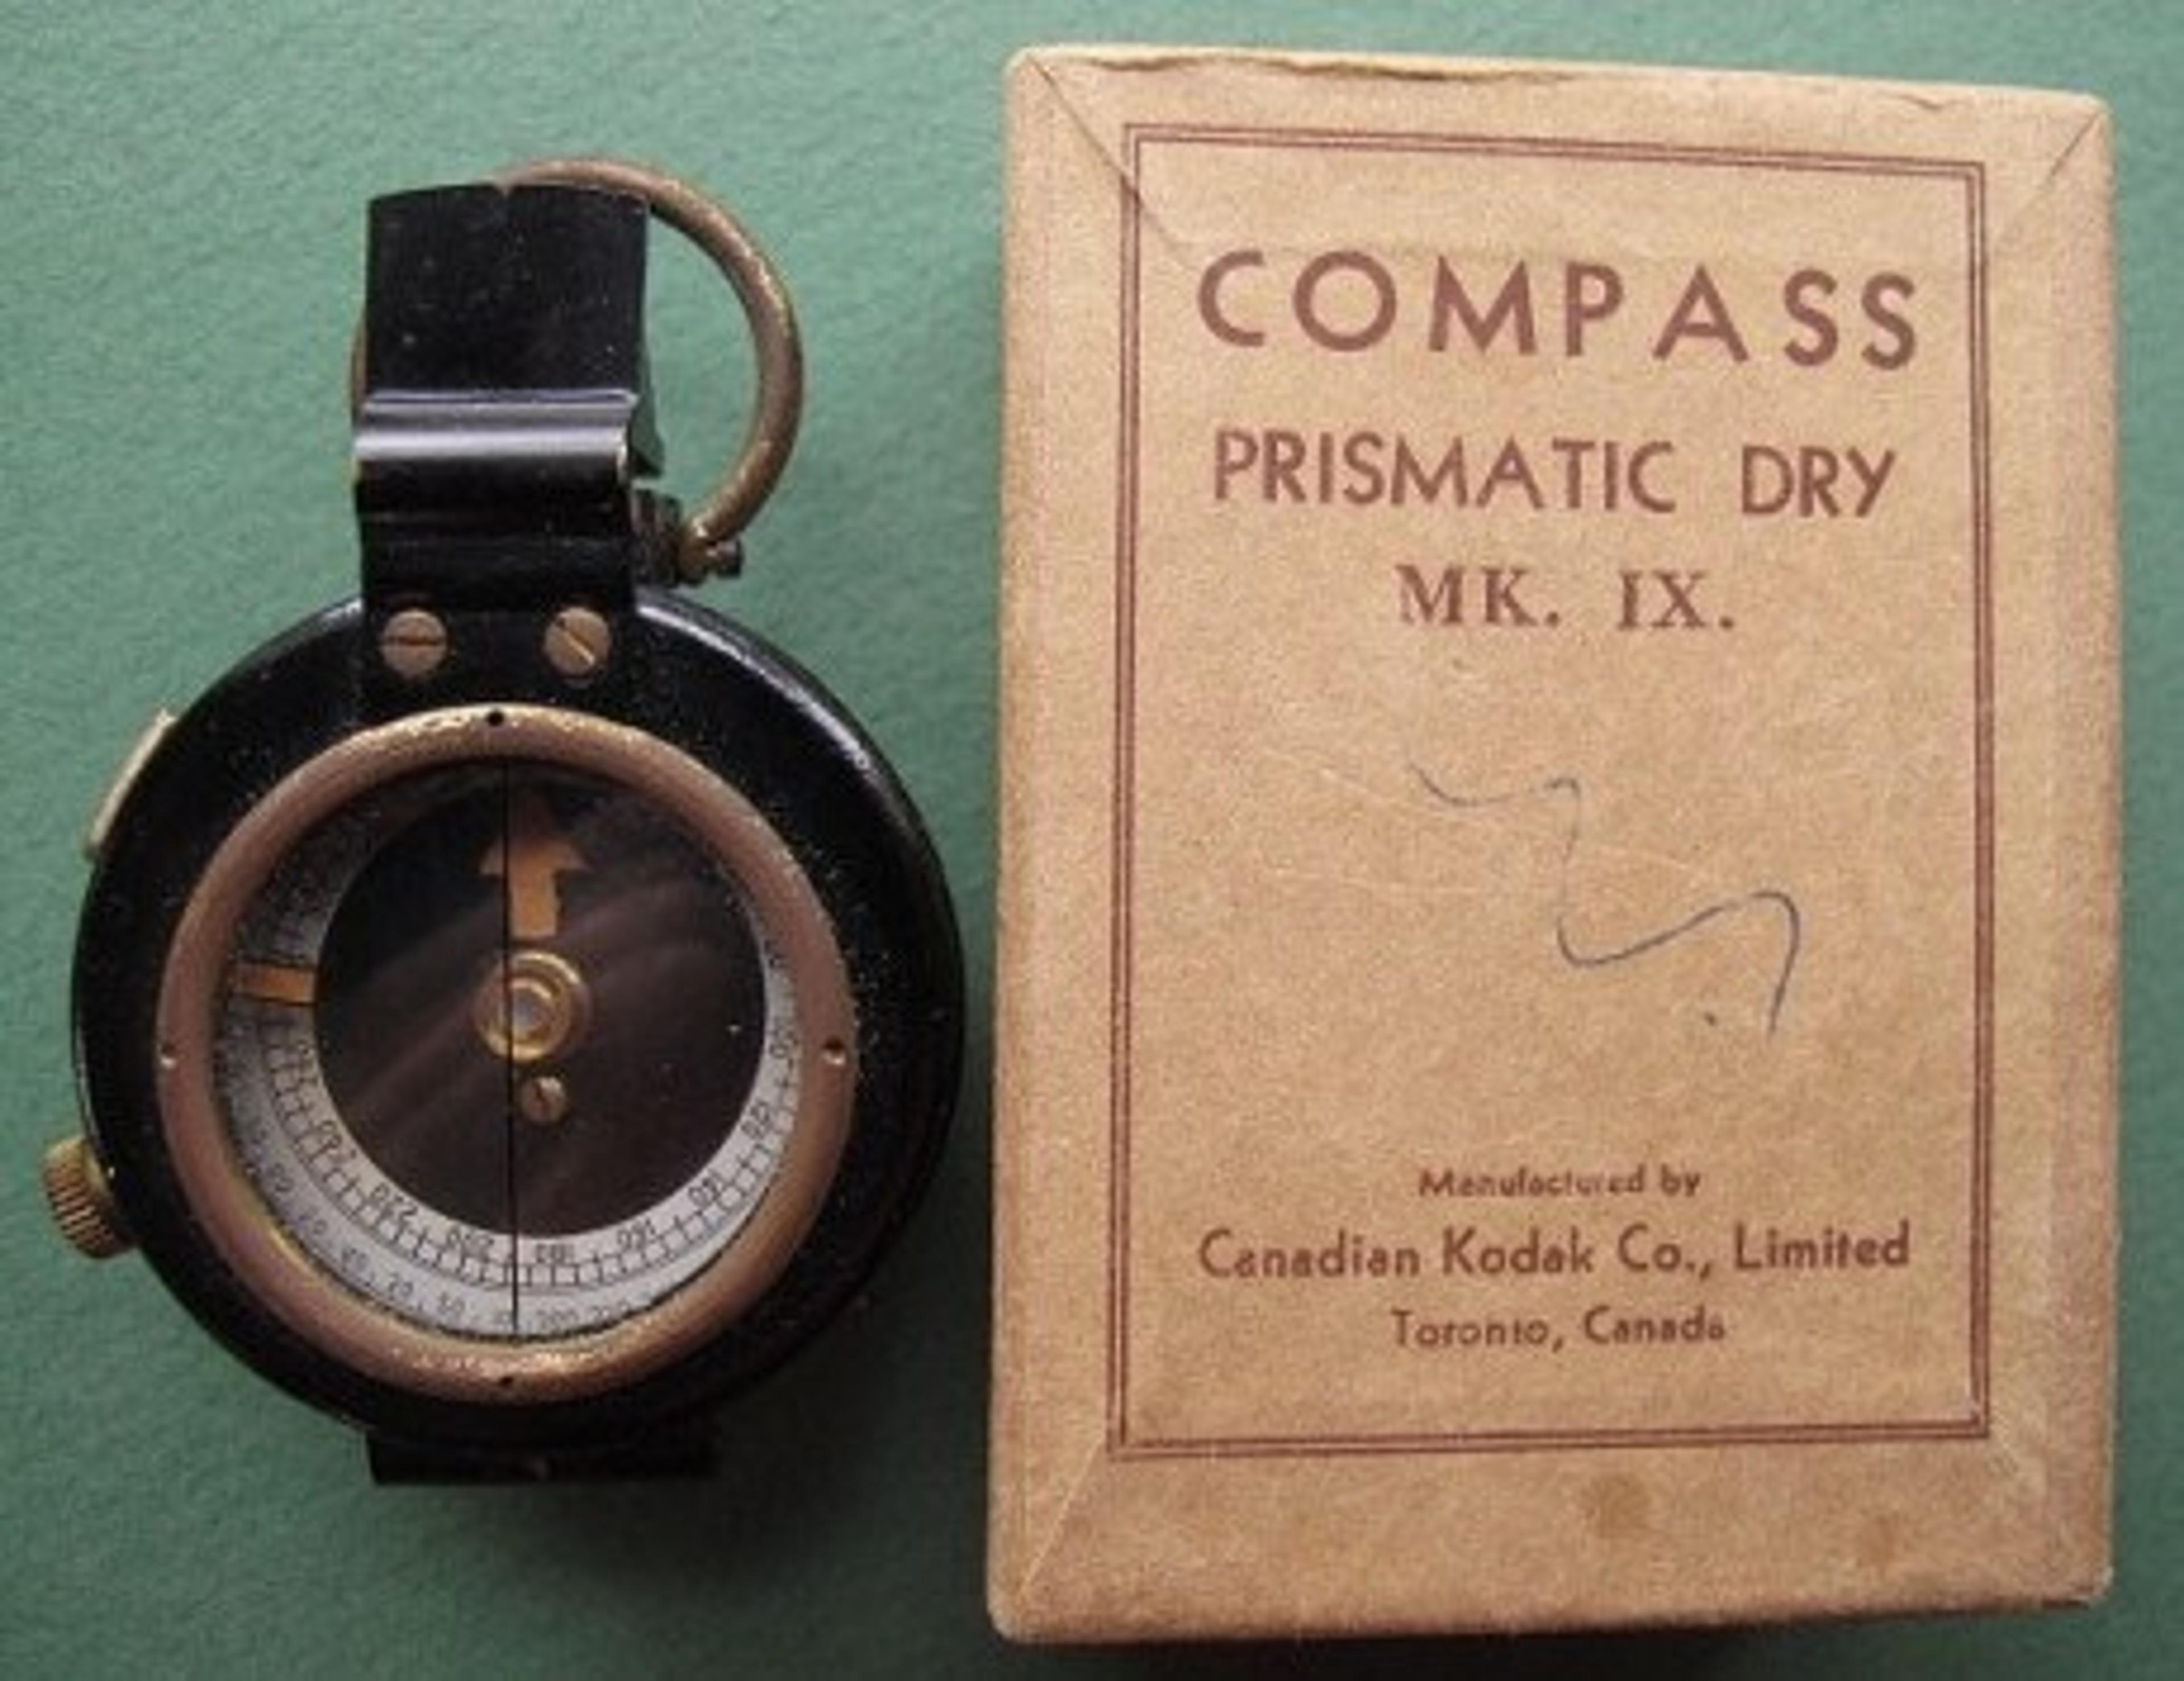 COMPASS
PRISMATIC DRY
MK. IX.
Manufactured by
Canadian Kodak Co., Limited
Toronto, Canada